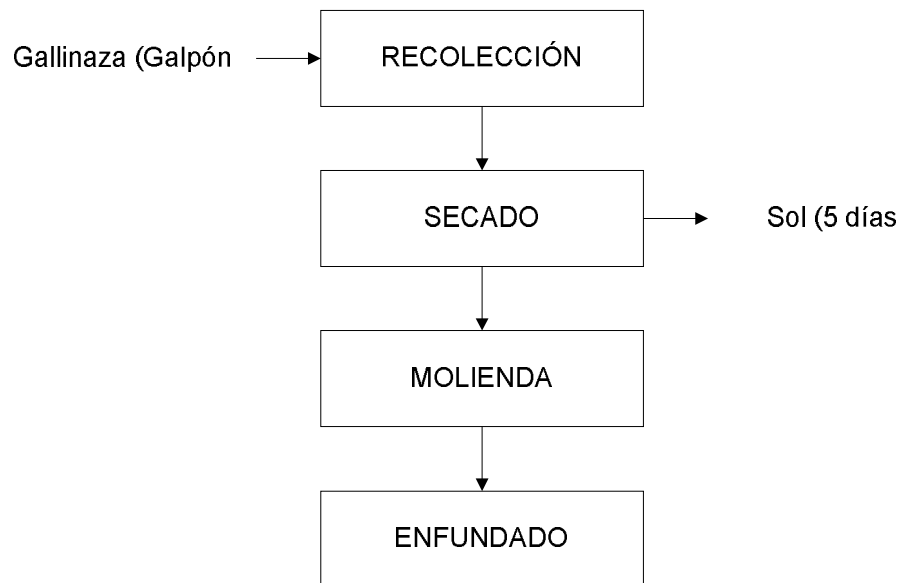 Gallinaza (Galpón
RECOLECCIÓN
SECADO
Sol (5 días
MOLIENDA
ENFUNDADO